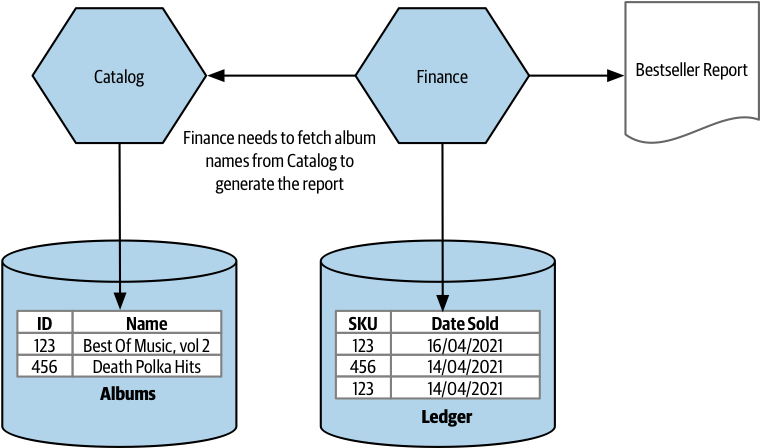 Catalog
Finance
Bestseller Report
Finance needs to fetch album
names from Catalog to
generate the report
ID Name
123 Best Of Music, vol 2
456 Death Polka Hits
Albums
SKU Date Sold
123 16/04/2021
456 14/04/2021
123 14/04/2021
Ledger